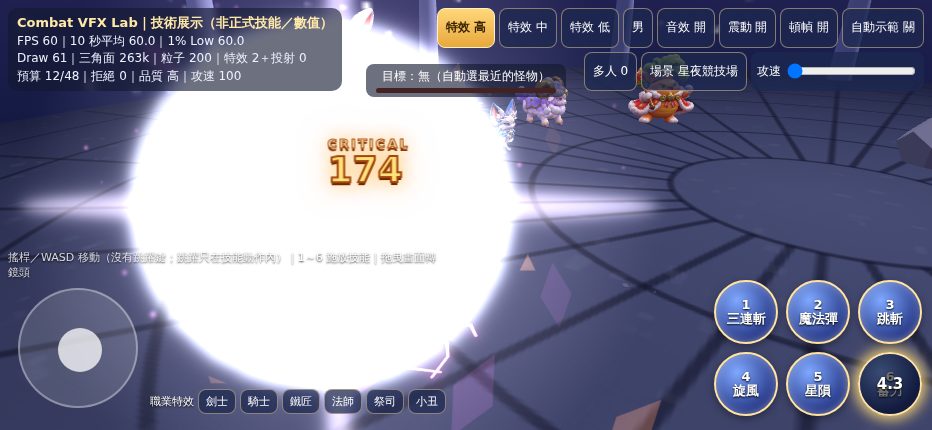 Combat VFX Lab｜技術展示（非正式技能／數值）
FPS 60｜10 秒平均 60.0｜1% Low 60.0
Draw 61｜三角面 263k｜粒子 200｜特效 2＋投射 0
預算 12/48｜拒絕 0｜品質 高｜攻速 100
特效 高
特效 中
特效 低
男
音效 開
震動 開
頓幀 開
自動示範 關
目標：無（自動選最近的怪物）
多人 0
場景 星夜競技場
攻速
CRITICAL
174
搖桿／WASD 移動（沒有跳躍鍵；跳躍只在技能動作內）｜1～6 施放技能｜拖曳畫面轉
鏡頭
1
三連斬
2
魔法彈
3
跳斬
4
旋風
5
星隕
6
蓄力
4.3
職業特效
劍士
騎士
鐵匠
法師
祭司
小丑